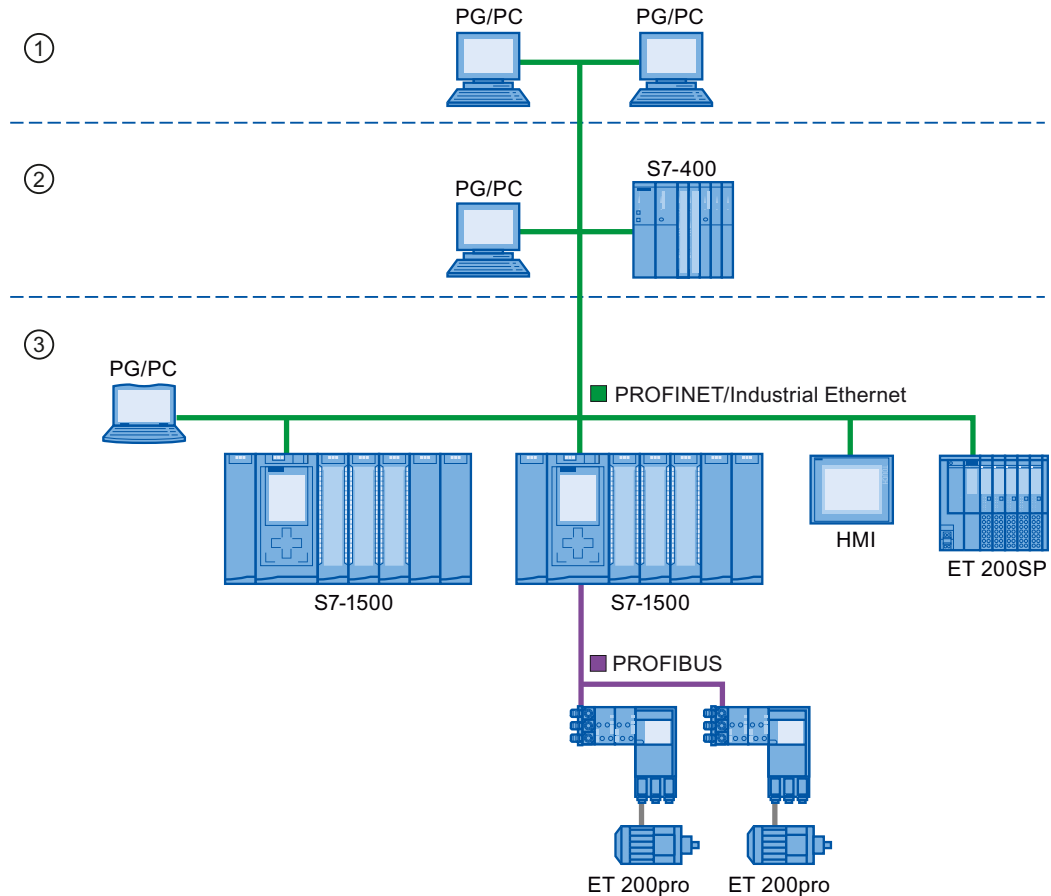 PG/PC PG/PC
①
②
S7-400
PG/PC
③
PG/PC
PROFINET/Industrial Ethernet
HMI
ET 200SP
S7-1500 S7-1500
PROFIBUS
ET 200pro ET 200pro